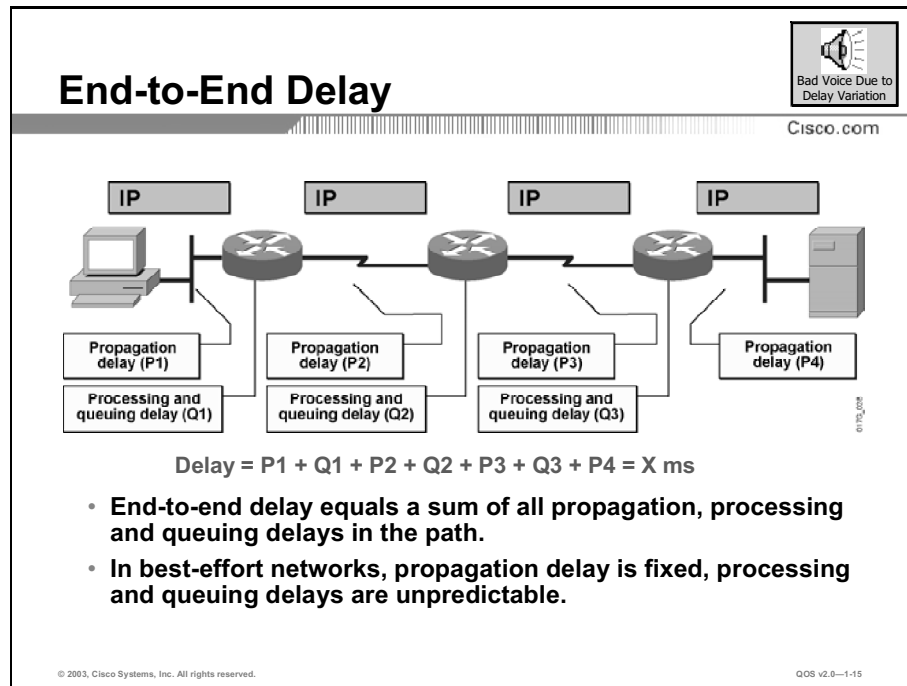 Bad Voice Due to
Delay Variation
End-to-End Delay
Cisco.com
IP
IP
IP
IP
Propagation
delay (P1)
Propagation
delay (P2)
Propagation
delay (P3)
Propagation
delay (P4)
Processing and
queuing delay (Q1)
Processing and
queuing delay (Q2)
Processing and
queuing delay (Q3)
Delay = P1 + Q1 + P2 + Q2 + P3 + Q3 + P4 = X ms
• End-to-end delay equals a sum of all propagation, processing
and queuing delays in the path.
• In best-effort networks, propagation delay is fixed, processing
and queuing delays are unpredictable.
© 2003, Cisco Systems, Inc. All rights reserved.
QOS v2.0—1-15